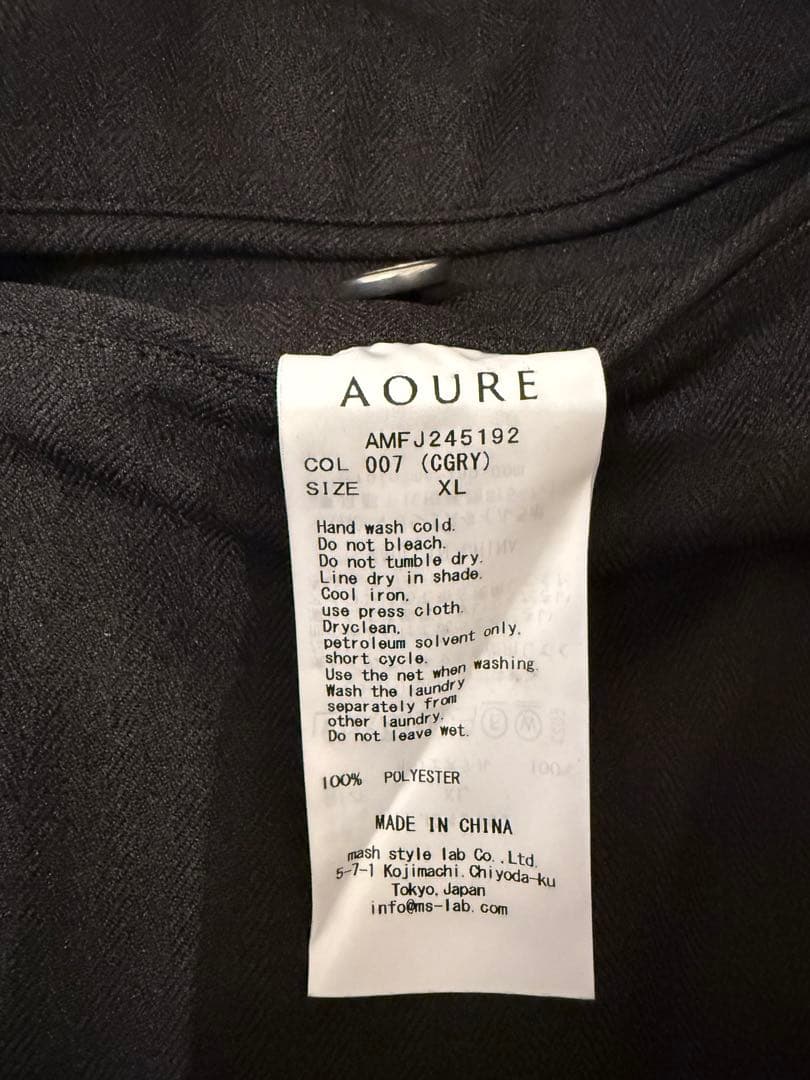 AOURE
AMFJ245192
COL 007 (CGRY)
SIZE XL
Hand wash cold.
Do not bleach.
Do not tumble dry.
Line dry in shade.
Cool iron,
use press cloth.
Dryclean,
petroleum solvent only,
short cycle.
Use the net when washing.
Wash the laundry
separately from
other laundry.
Do not leave wet.
100% POLYESTER
MADE IN CHINA
mash style lab Co.,Ltd.
5-7-1 Kojimachi, Chiyoda-ku
Tokyo, Japan
info@ms-lab.com